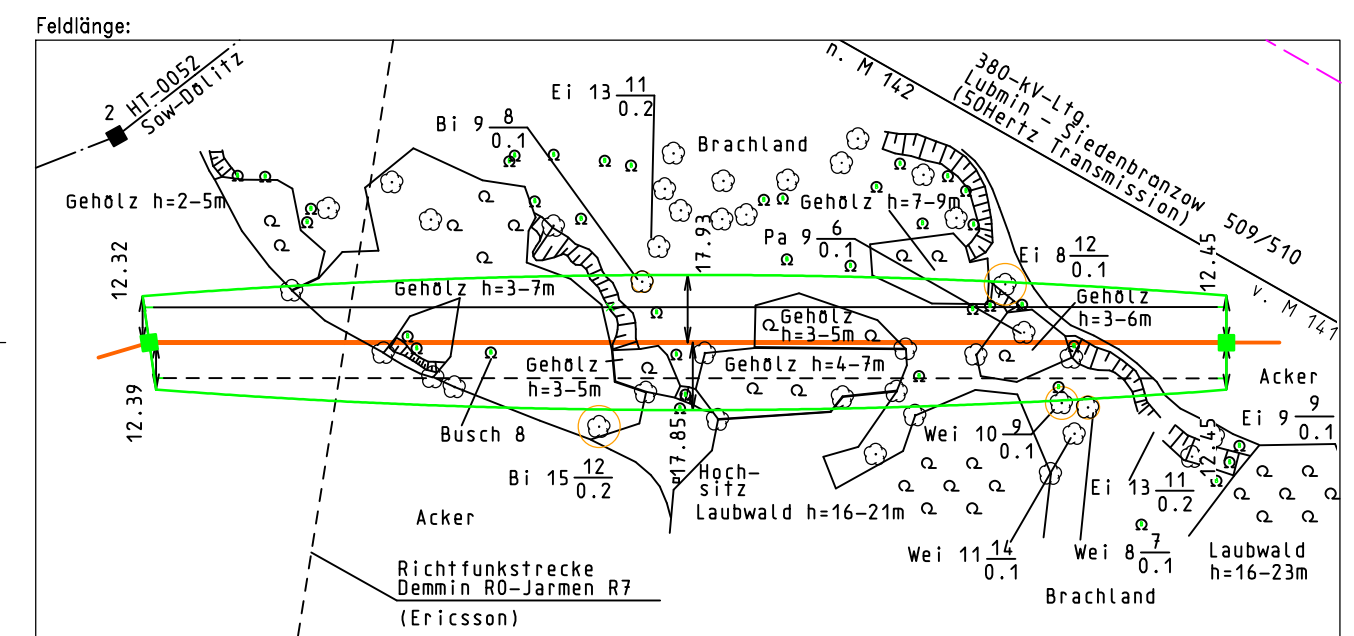 Feldlänge:
2 HT-0052
Sow-Dölitz
Ei 13 11
0.2
Bi 9 8
0.1
Brachland
n. M 142
380-kV-Ltg.
Lubmin - Siedenbrünzow
(50Hertz Transmission)
509/510
v. M 141
Gehölz h=2-5m
Gehölz h=7-9m
Pa 9 6
0.1
Ei 8 12
0.1
12.32
17.93
12.45
Gehölz h=3-7m
Gehölz
h=3-5m
Gehölz
h=3-6m
Gehölz
h=3-5m
Gehölz h=4-7m
12.39
17.85
12.45
Acker
Busch 8
Ei 9 9
0.1
Wei 10 9
0.1
Bi 15 12
0.2
Hoch-
sitz
Laubwald h=16-21m
Ei 13 11
0.2
Acker
Wei 11 14
0.1
Wei 8 7
0.1
Laubwald
h=16-23m
Richtfunkstrecke
Demmin R0-Jarmen R7
(Ericsson)
Brachland